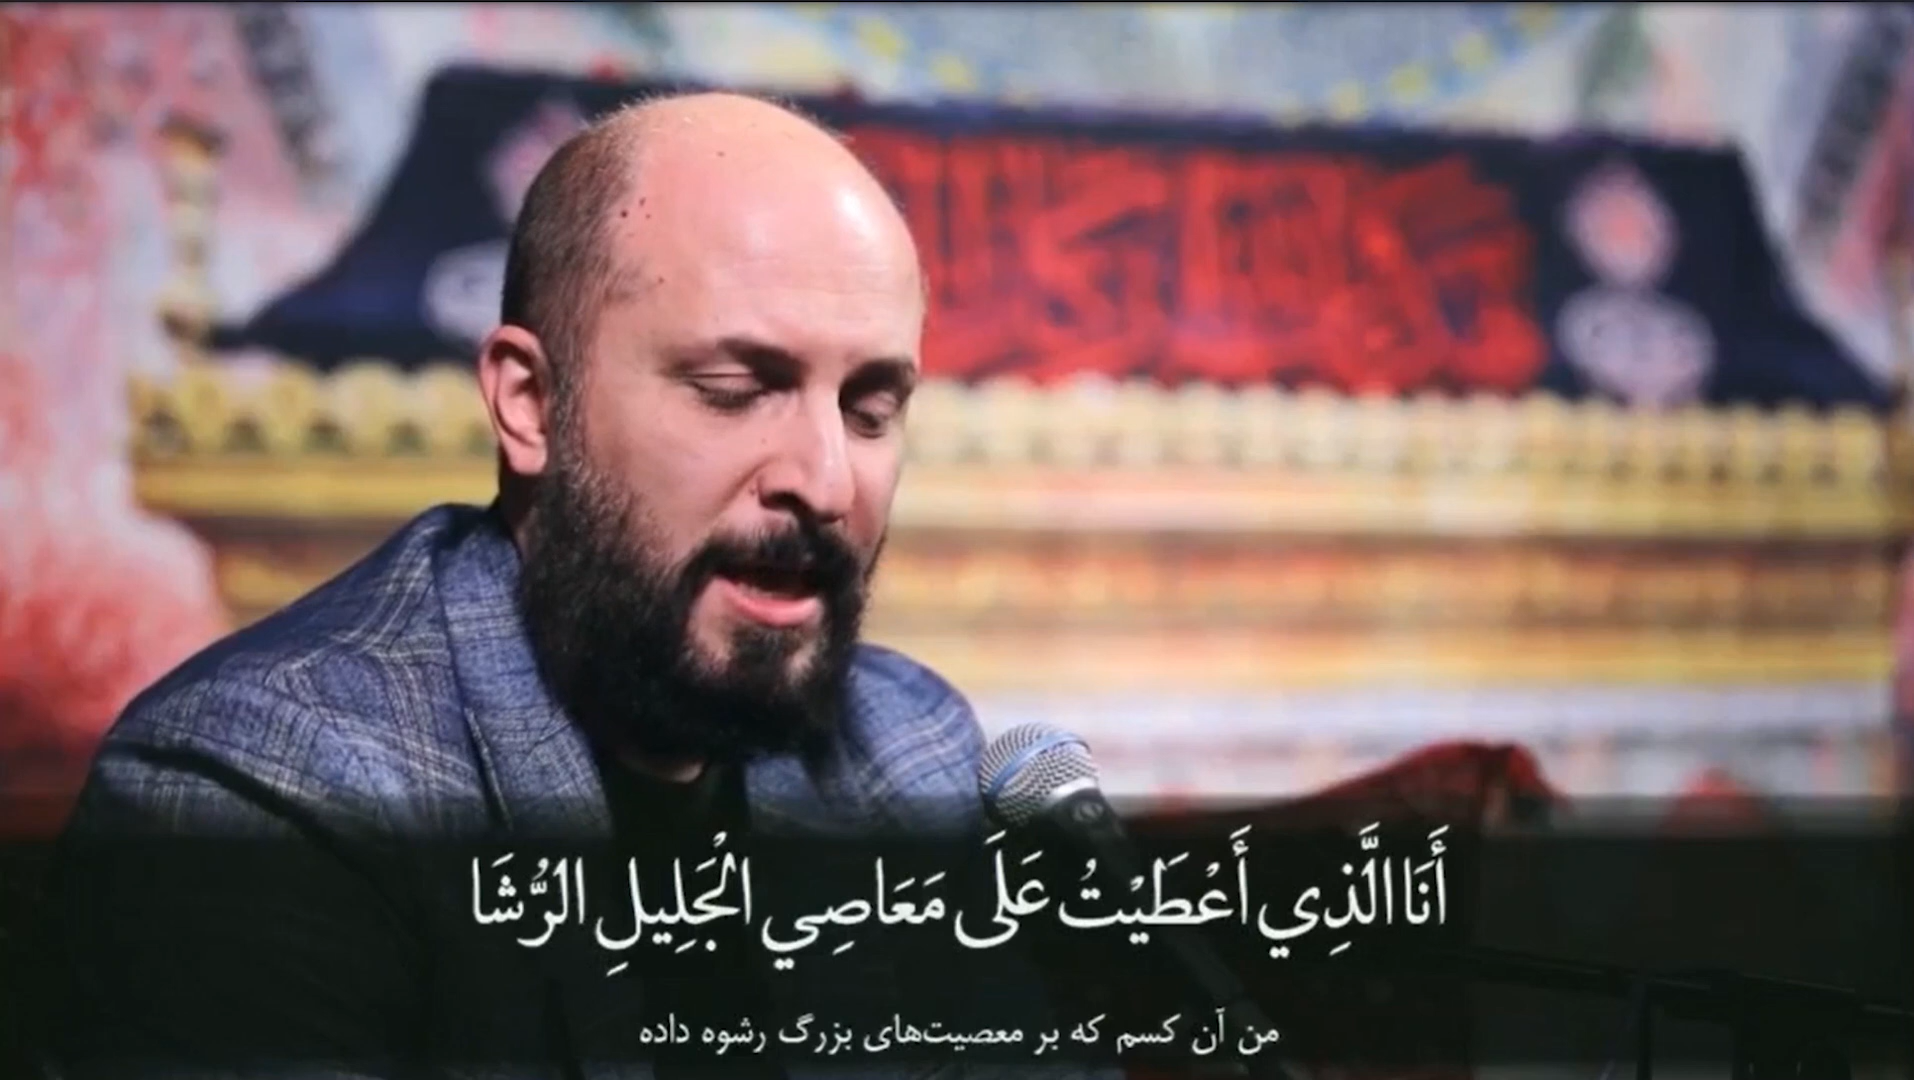 أَنَا الَّذِي أَعْطَيْتُ عَلَى مَعَاصِي الْجَلِيلِ الرُّشَا
من آن کسم که بر معصیت‌های بزرگ رشوه داده